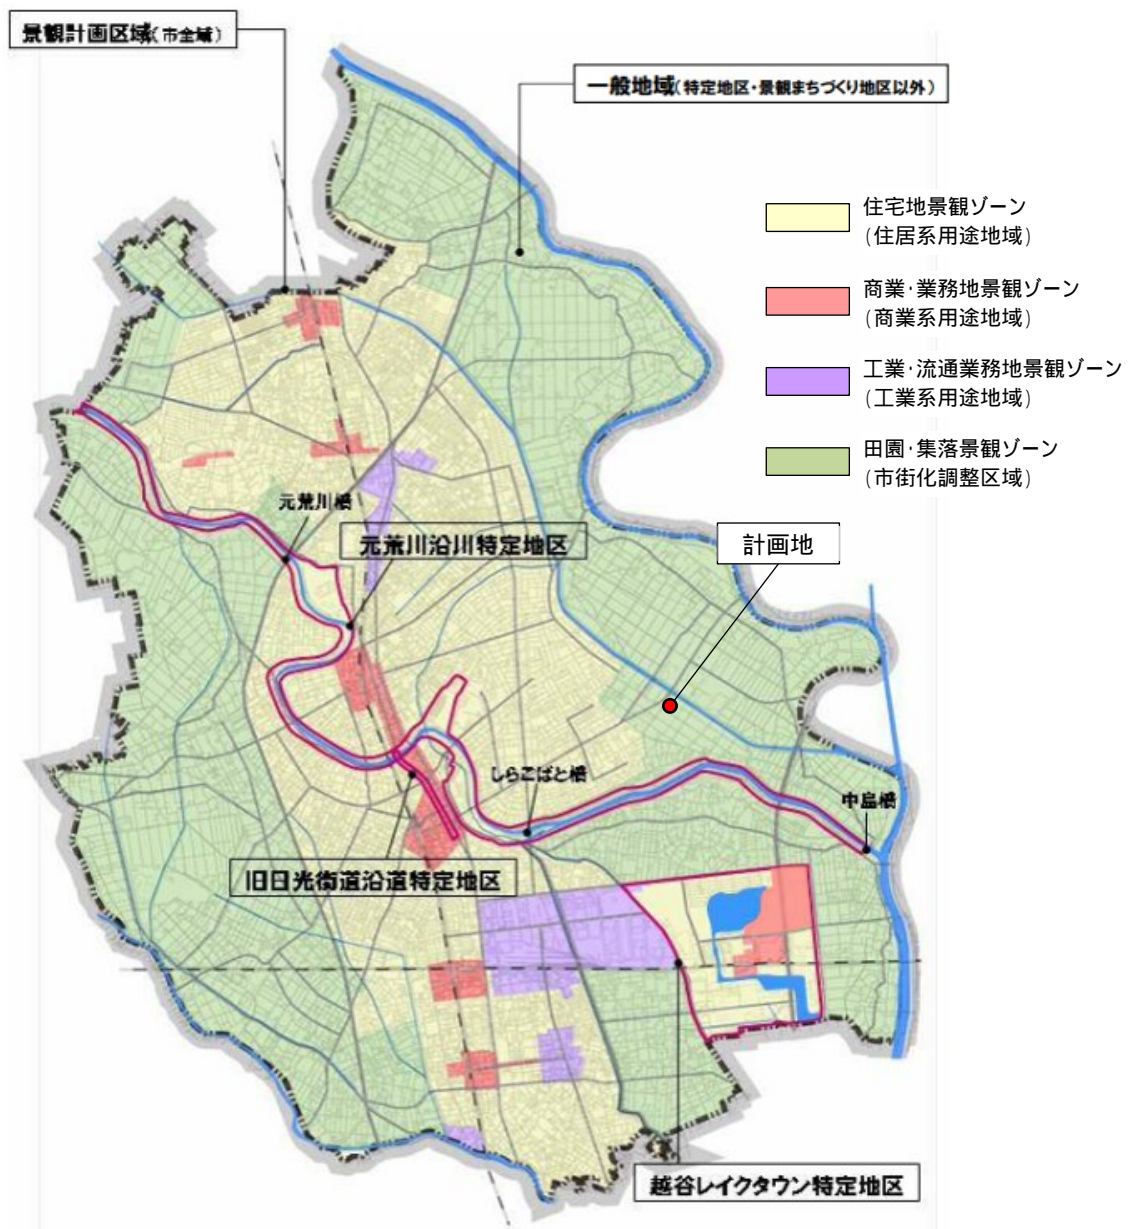 景観計画区域(市全域)
一般地域(特定地区・景観まちづくり地区以外)
住宅地景観ゾーン
(住居系用途地域)
商業・業務地景観ゾーン
(商業系用途地域)
工業・流通業務地景観ゾーン
(工業系用途地域)
田園・集落景観ゾーン
(市街化調整区域)
元荒川橋
元荒川沿川特定地区
計画地
しらこばと橋
中島橋
旧日光街道沿道特定地区
越谷レイクタウン特定地区